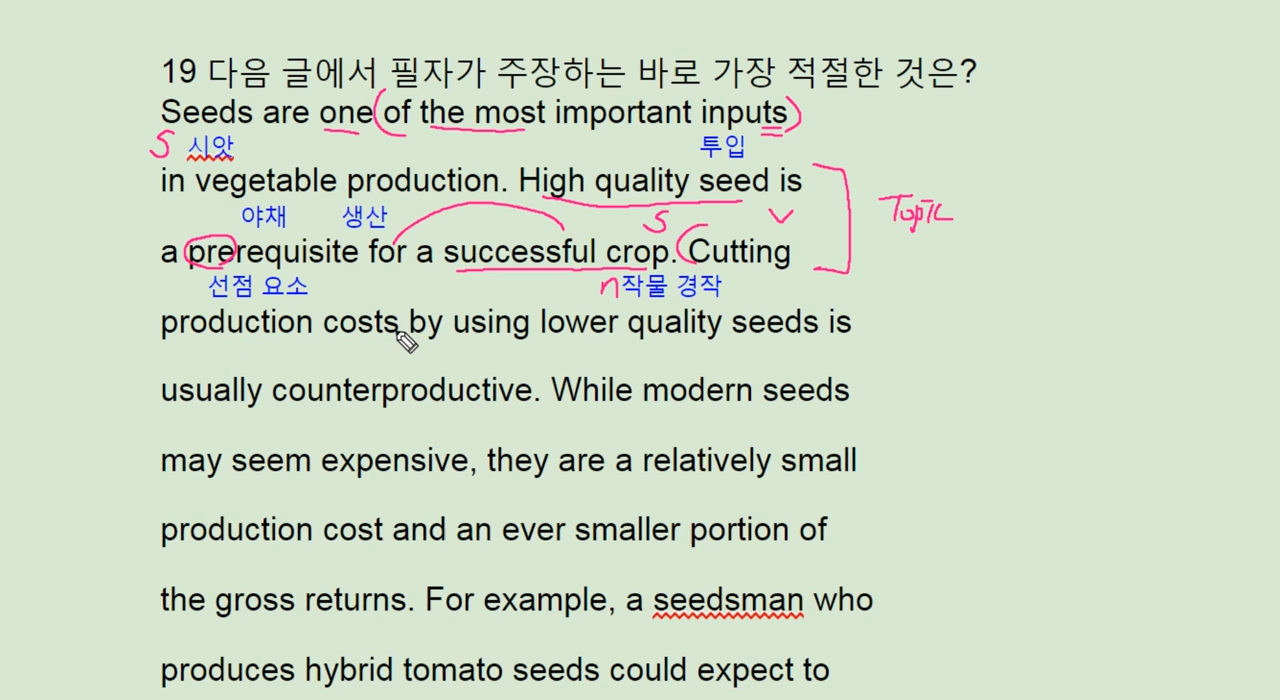 19 다음 글에서 필자가 주장하는 바로 가장 적절한 것은?
Seeds are one (of the most important inputs)
S 시앗 투입
in vegetable production. High quality seed is
야채 생산 S V Topic
a prerequisite for a successful crop. (Cutting
선점 요소 n 작물 경작
production costs by using lower quality seeds is
usually counterproductive. While modern seeds
may seem expensive, they are a relatively small
production cost and an ever smaller portion of
the gross returns. For example, a seedsman who
produces hybrid tomato seeds could expect to